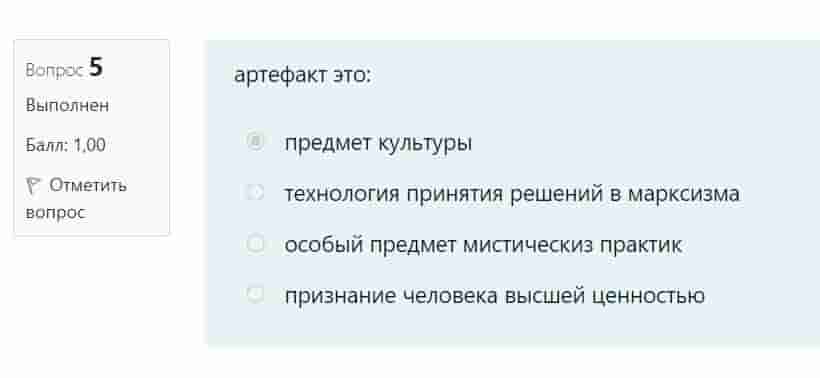 Вопрос 5
Выполнен
Балл: 1,00
Отметить
вопрос
артефакт это:
предмет культуры
технология принятия решений в марксизма
особый предмет мистическиз практик
признание человека высшей ценностью